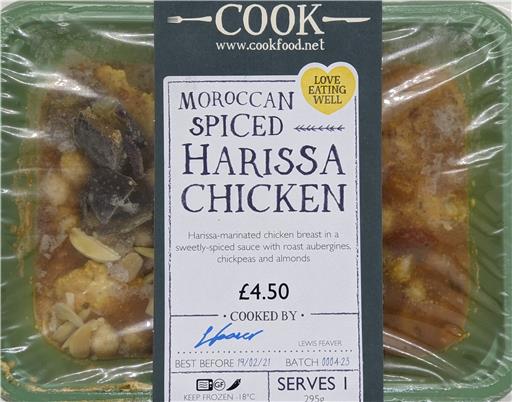 COOK
www.cookfood.net
LOVE
EATING
WELL
MOROCCAN
SPICED
HARISSA
CHICKEN
Harissa-marinated chicken breast in a
sweetly-spiced sauce with roast aubergines,
chickpeas and almonds
£4.50
· COOKED BY ·
LEWIS FEAVER
BEST BEFORE 19/02/21 BATCH 0004-25
GF
KEEP FROZEN -18°C
SERVES 1
295g